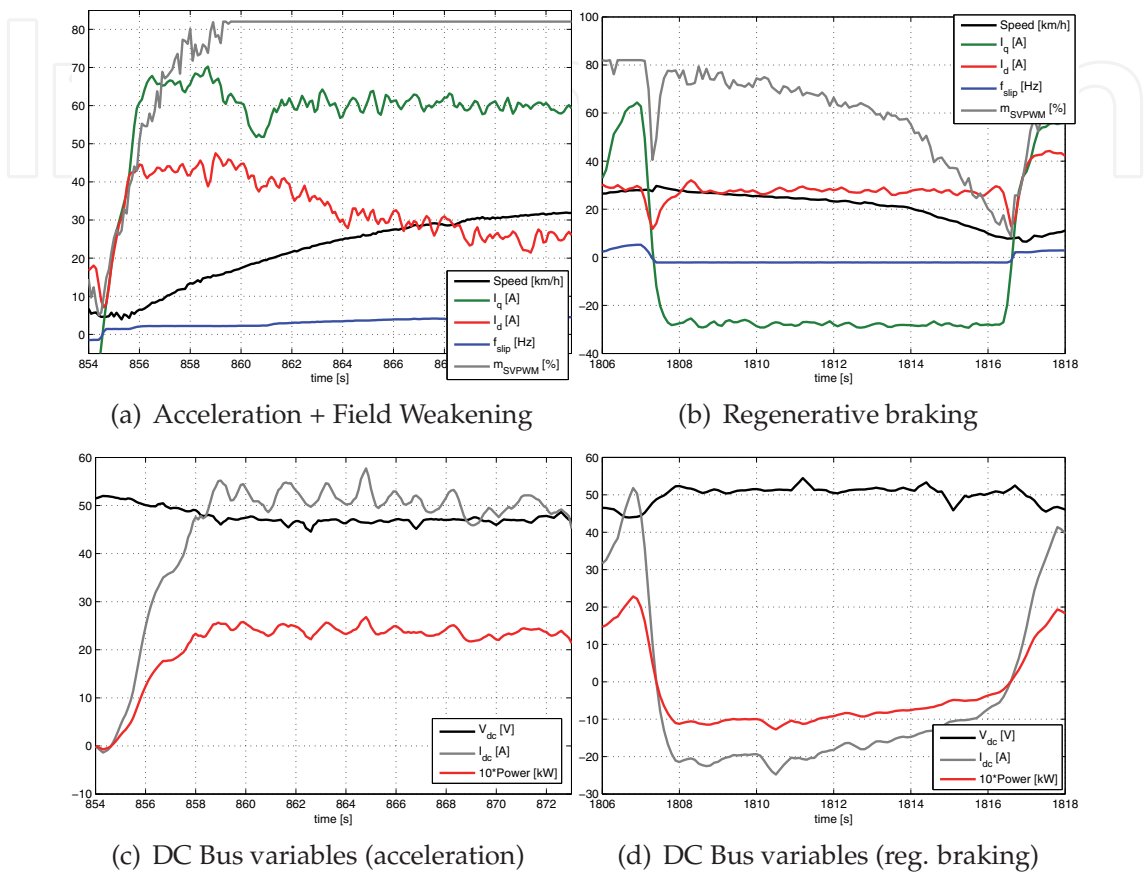 80
70
60
50
40
30
20
10
0
854
856
858
860
862
864
866
868
Speed [km/h]
I_q [A]
I_d [A]
f_slip [Hz]
m_SVPWM [%]
time [s]
(a) Acceleration + Field Weakening
100
80
60
40
20
0
−20
−40
1806
1808
1810
1812
1814
1816
1818
Speed [km/h]
I_q [A]
I_d [A]
f_slip [Hz]
m_SVPWM [%]
time [s]
(b) Regenerative braking
60
50
40
30
20
10
0
−10
854
856
858
860
862
864
866
868
870
872
V_dc [V]
I_dc [A]
10*Power [kW]
time [s]
(c) DC Bus variables (acceleration)
60
50
40
30
20
10
0
−10
−20
−30
1806
1808
1810
1812
1814
1816
1818
V_dc [V]
I_dc [A]
10*Power [kW]
time [s]
(d) DC Bus variables (reg. braking)